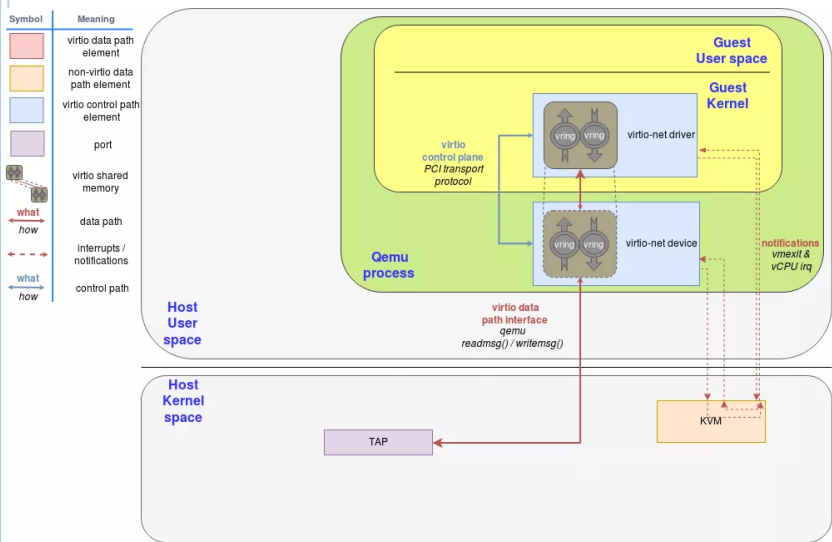 Symbol Meaning
virtio data path
element
non-virtio data
path element
virtio control path
element
port
virtio shared
memory
what
how
data path
interrupts /
notifications
what
how
control path
Guest
User space
Guest
Kernel
vring vring
virtio-net driver
virtio
control plane
PCI transport
protocol
vring vring
virtio-net device
notifications
vmexit &
vCPU irq
Qemu
process
virtio data
path interface
qemu
readmsg() / writemsg()
Host
User
space
Host
Kernel
space
TAP
KVM